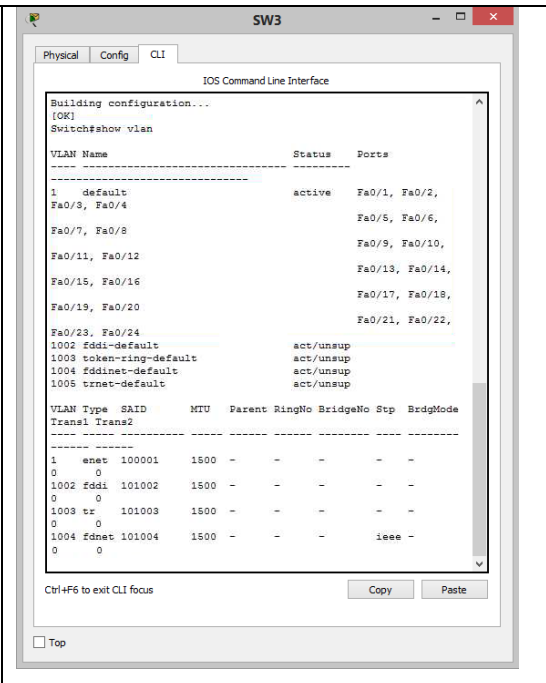 SW3
Physical Config CLI
IOS Command Line Interface
Building configuration...
[OK]
Switch#show vlan
VLAN Name Status Ports
---- -------------------------------- ---------
-------------------------------
1 default active Fa0/1, Fa0/2,
Fa0/3, Fa0/4
Fa0/5, Fa0/6,
Fa0/7, Fa0/8
Fa0/9, Fa0/10,
Fa0/11, Fa0/12
Fa0/13, Fa0/14,
Fa0/15, Fa0/16
Fa0/17, Fa0/18,
Fa0/19, Fa0/20
Fa0/21, Fa0/22,
Fa0/23, Fa0/24
1002 fddi-default act/unsup
1003 token-ring-default act/unsup
1004 fddinet-default act/unsup
1005 trnet-default act/unsup
VLAN Type SAID MTU Parent RingNo BridgeNo Stp BrdgMode
Trans1 Trans2
---- ----- ---------- ----- ------ ------ -------- ---- --------
------ ------
1 enet 100001 1500 - - - - -
0 0
1002 fddi 101002 1500 - - - - -
0 0
1003 tr 101003 1500 - - - - -
0 0
1004 fdnet 101004 1500 - - - ieee -
0 0
Ctrl+F6 to exit CLI focus Copy Paste
Top